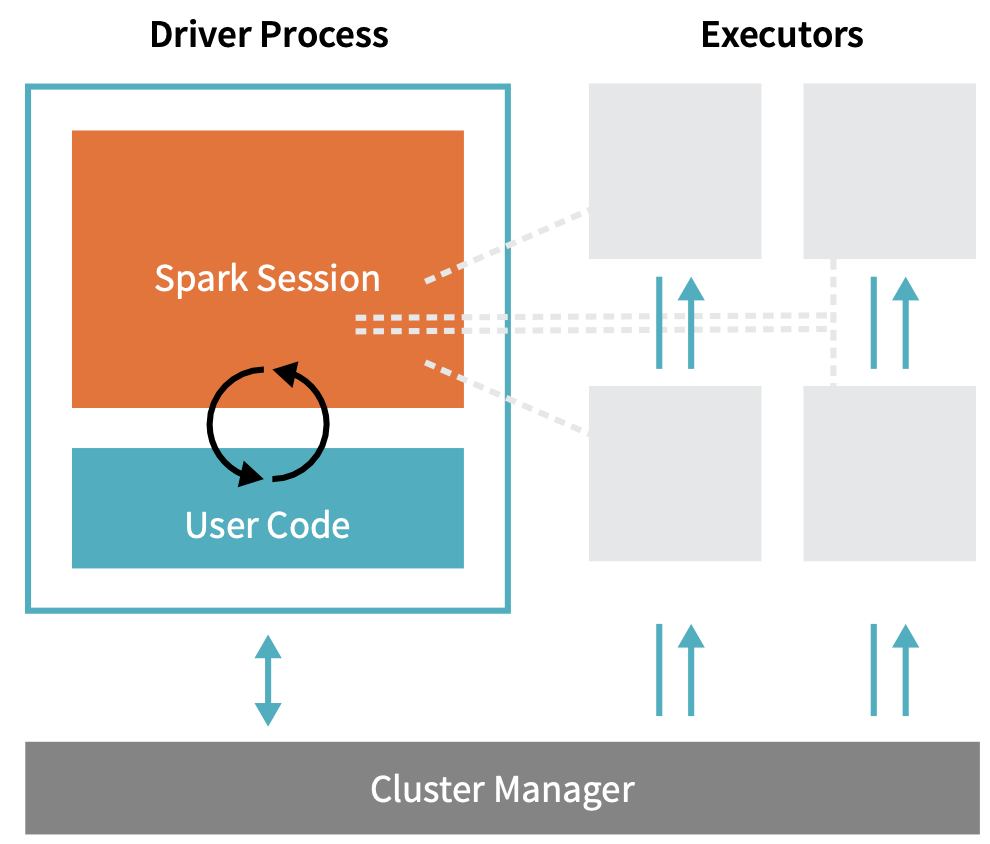 Driver Process
Executors
Spark Session
User Code
Cluster Manager